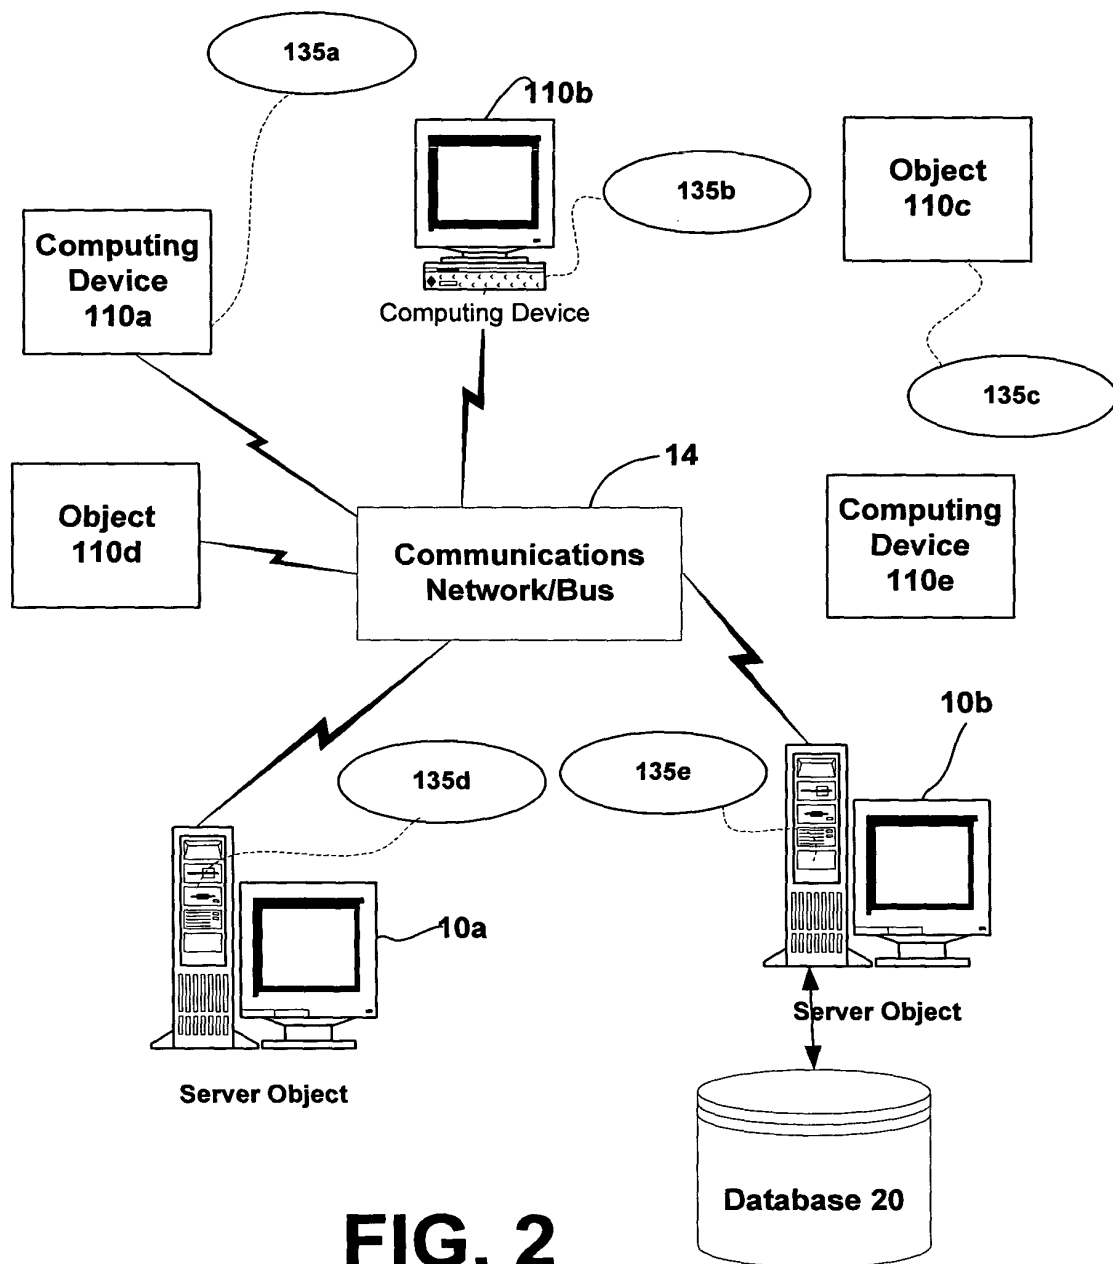 135a
110b
135b
Object
110c
Computing
Device
110a
Computing Device
135c
14
Object
110d
Communications
Network/Bus
Computing
Device
110e
10b
135d
135e
10a
Server Object
Server Object
Database 20
FIG. 2